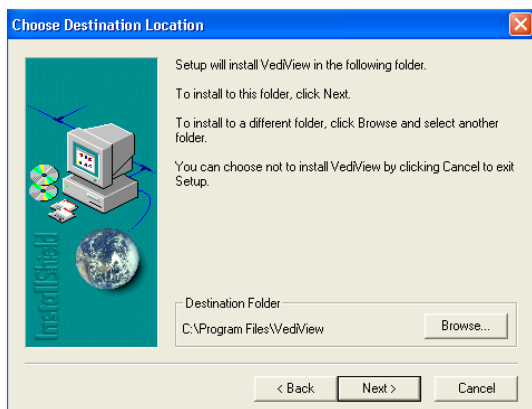 Choose Destination Location
Setup will install VediView in the following folder.
To install to this folder, click Next.
To install to a different folder, click Browse and select another
folder.
You can choose not to install VediView by clicking Cancel to exit
Setup.
InstallShield
Destination Folder
C:\Program Files\VediView
Browse...
< Back
Next >
Cancel